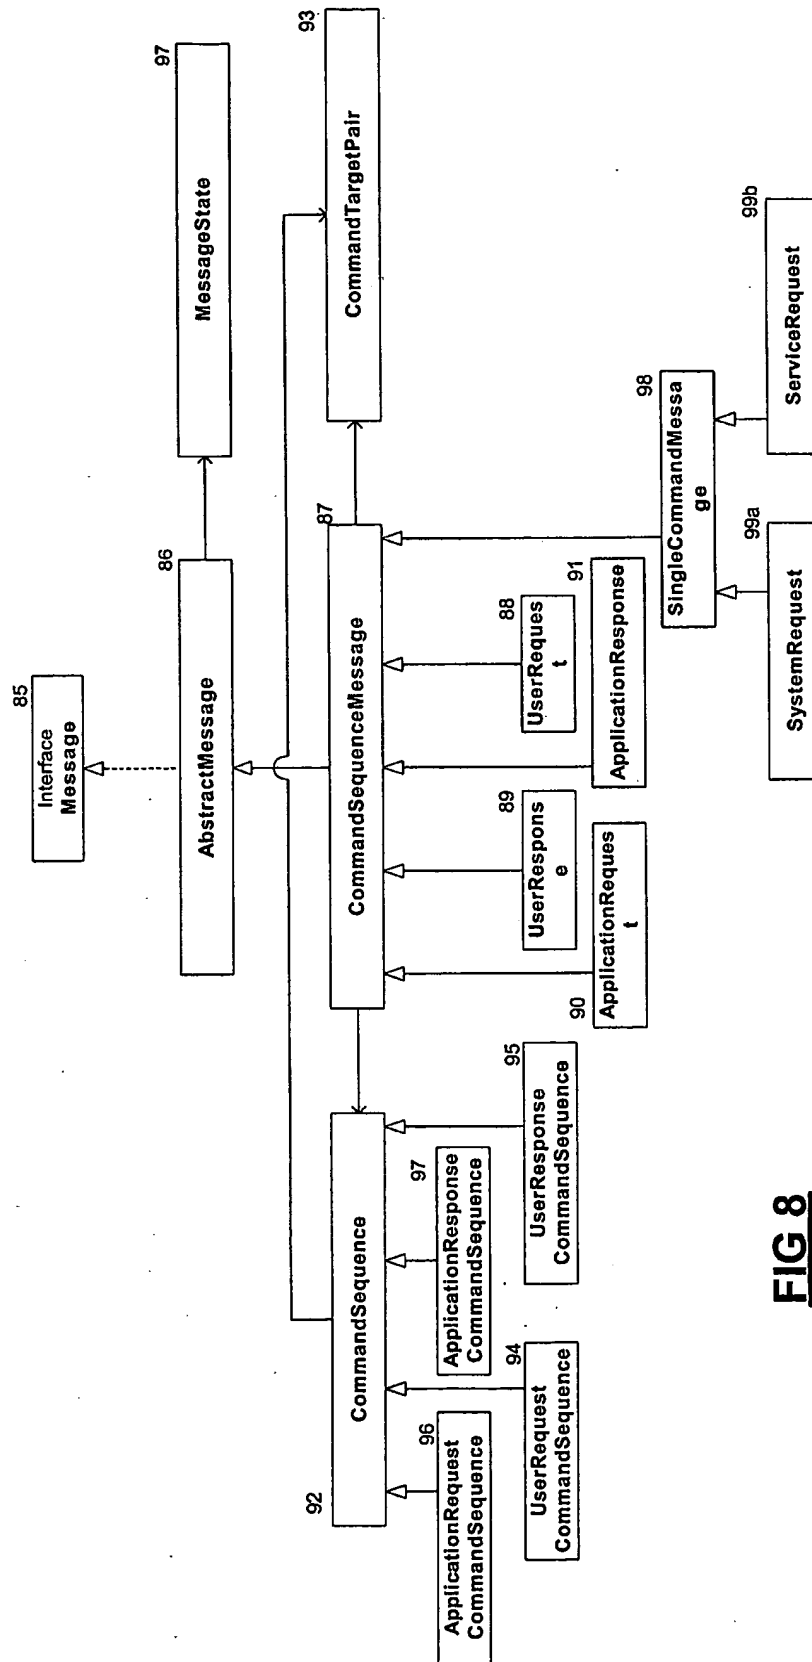 85
Interface
Message
86
AbstractMessage
97
MessageState
92
CommandSequence
87
CommandSequenceMessage
93
CommandTargetPair
96
ApplicationRequest
CommandSequence
97
ApplicationResponse
CommandSequence
94
UserRequest
CommandSequence
95
UserResponse
CommandSequence
89
UserRespons
e
88
UserReques
t
90
ApplicationReques
t
91
ApplicationResponse
98
SingleCommandMessa
ge
99a
SystemRequest
99b
ServiceRequest
FIG 8